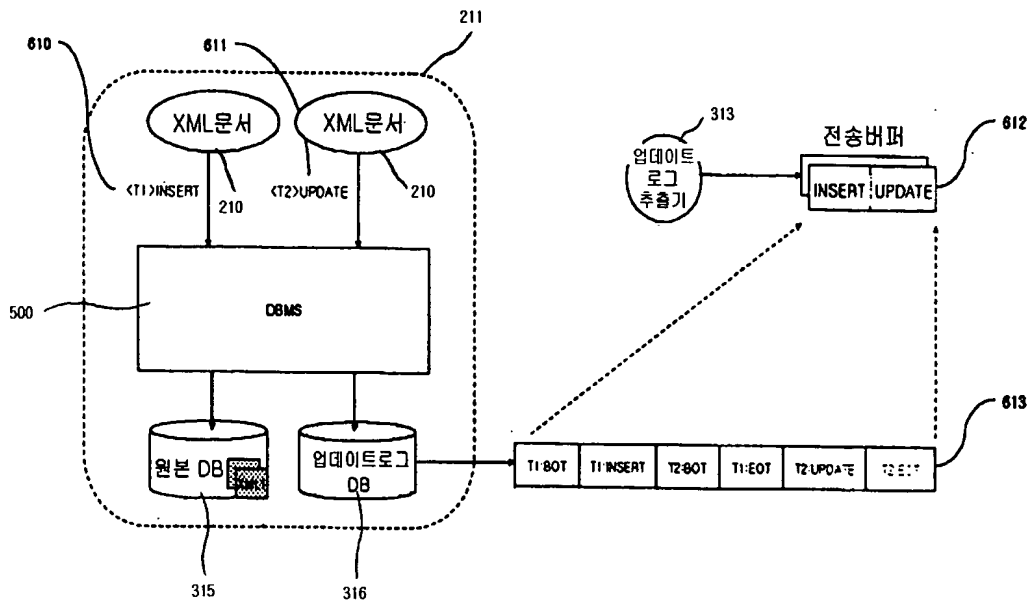 211
610
611
XML문서
XML문서
313
612
전송버퍼
업데이트
로그
추출기
INSERT
UPDATE
<T1>INSERT
210
<T2>UPDATE
210
500
DBMS
613
원본 DB
업데이트로그
DB
T1:BOT
T1:INSERT
T2:BOT
T1:EOT
T2:UPDATE
T2:EOT
315
316